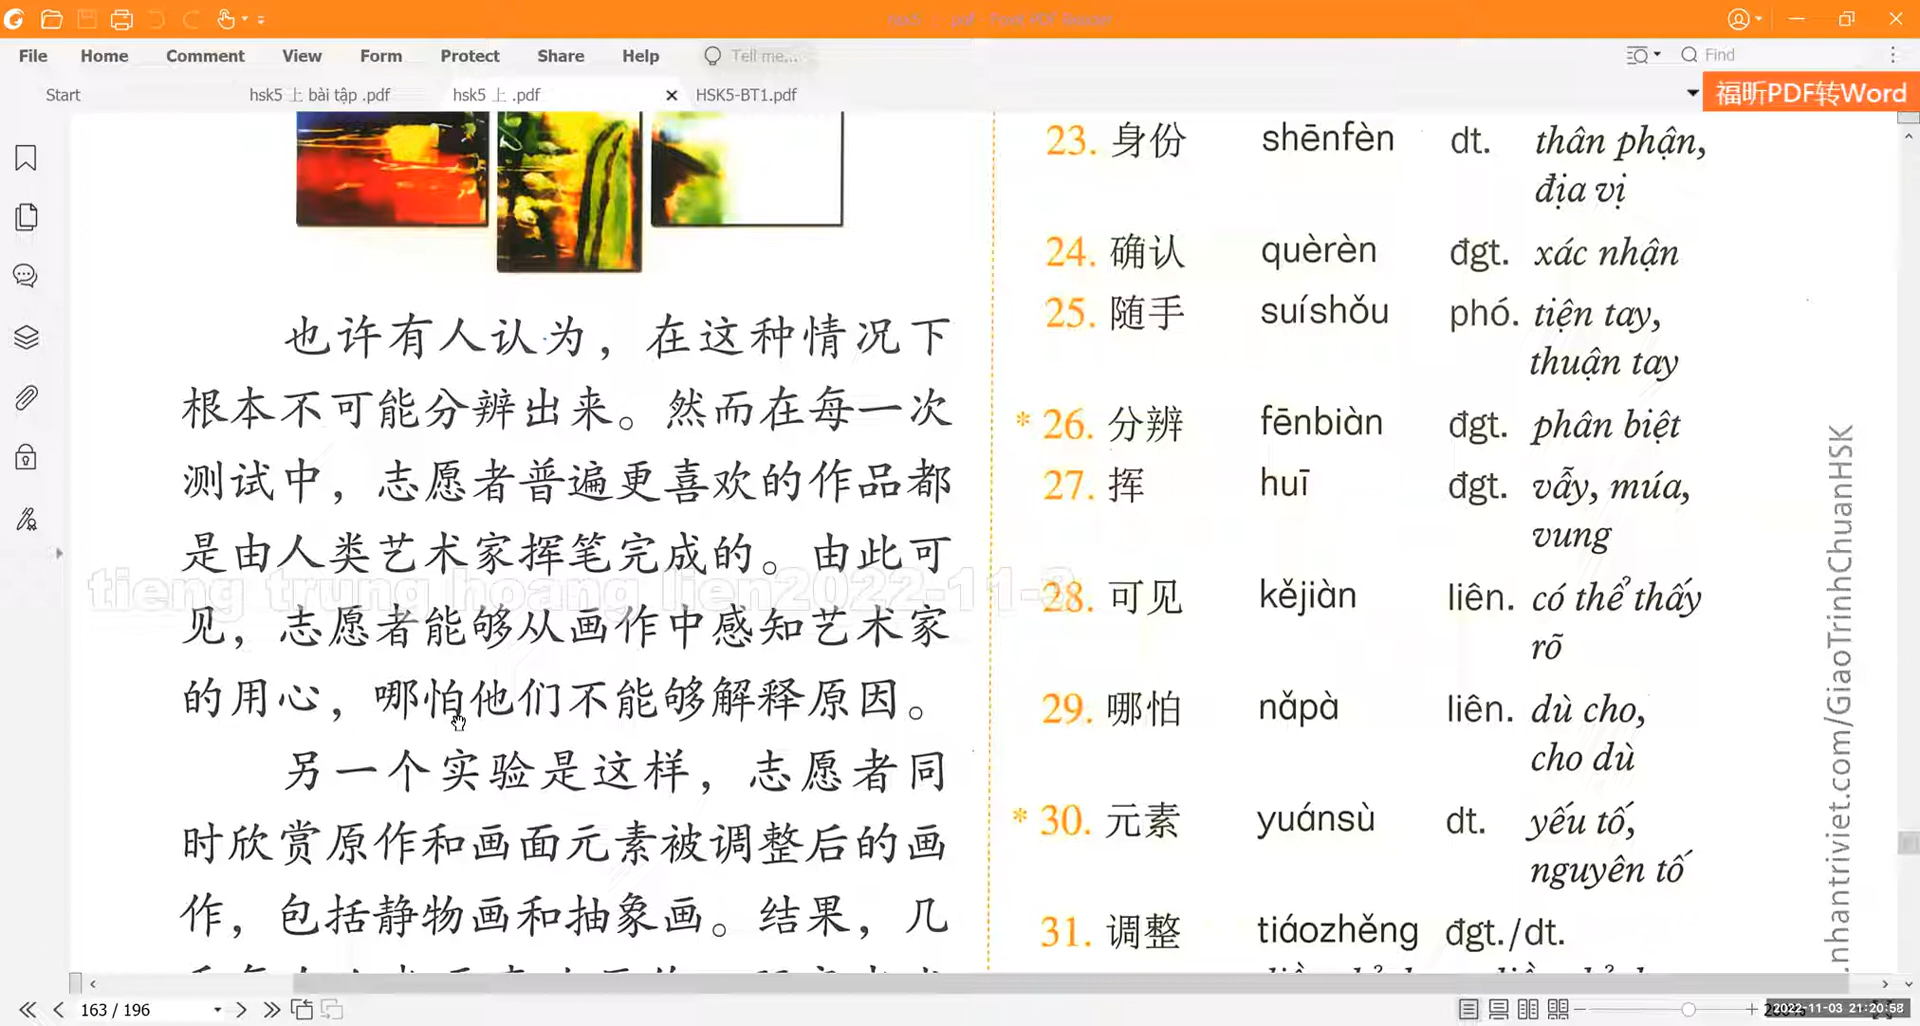 File Home Comment View Form Protect Share Help Tell me... Find
Start hsk5 上 bài tập .pdf hsk5 上 .pdf HSK5-BT1.pdf 福昕PDF转Word
也许有人认为，在这种情况下
根本不可能分辨出来。然而在每一次
测试中，志愿者普遍更喜欢的作品都
是由人类艺术家挥笔完成的。由此可
见，志愿者能够从画作中感知艺术家
的用心，哪怕他们不能够解释原因。
另一个实验是这样，志愿者同
时欣赏原作和画面元素被调整后的画
作，包括静物画和抽象画。结果，几
23. 身份 shēnfèn dt. thân phận,
địa vị
24. 确认 quèrèn đgt. xác nhận
25. 随手 suíshǒu phó. tiện tay,
thuận tay
* 26. 分辨 fēnbiàn đgt. phân biệt
27. 挥 huī đgt. vẫy, múa,
vung
28. 可见 kějiàn liên. có thể thấy
rõ
29. 哪怕 nǎpà liên. dù cho,
cho dù
* 30. 元素 yuánsù dt. yếu tố,
nguyên tố
31. 调整 tiáozhěng đgt./dt.
nhantriviet.com/GiaoTrinhChuanHSK
tieng trung hoang lien2022-11-3
163 / 196
2022-11-03 21:20:58